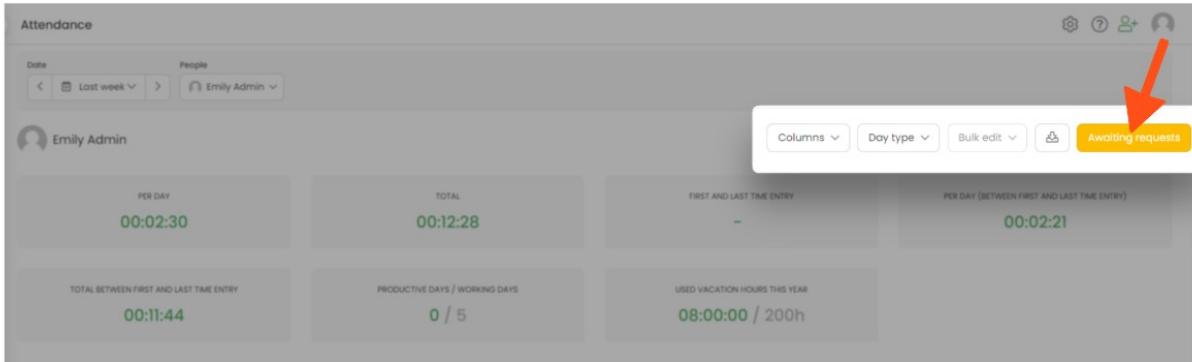 Attendance
Date People
Last week Emily Admin
Emily Admin
Columns Day type Bulk edit Awaiting requests
PER DAY TOTAL FIRST AND LAST TIME ENTRY PER DAY (BETWEEN FIRST AND LAST TIME ENTRY)
00:02:30 00:12:28 - 00:02:21
TOTAL BETWEEN FIRST AND LAST TIME ENTRY PRODUCTIVE DAYS / WORKING DAYS USED VACATION HOURS THIS YEAR
00:11:44 0 / 5 08:00:00 / 200h